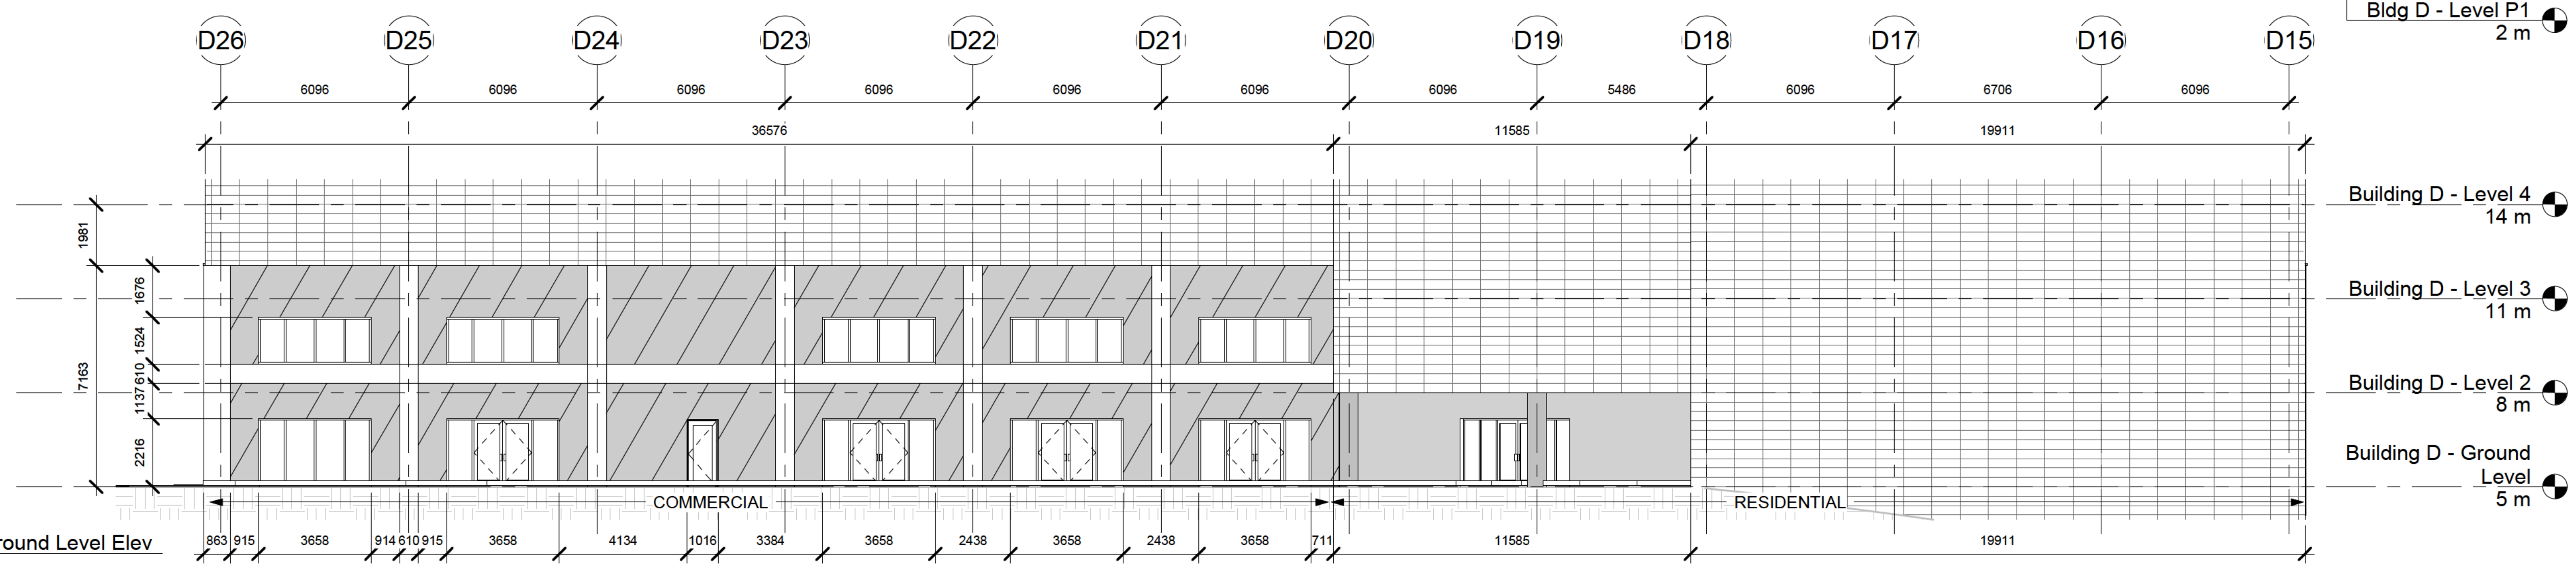 Bldg D - Level P1
2 m
D26 D25 D24 D23 D22 D21 D20 D19 D18 D17 D16 D15
6096 6096 6096 6096 6096 6096 6096 5486 6096 6706 6096
36576 11585 19911
Building D - Level 4
14 m
1981
Building D - Level 3
11 m
1676
1524
610
1137
2216
7163
Building D - Level 2
8 m
Building D - Ground
Level
5 m
COMMERCIAL RESIDENTIAL
round Level Elev
863 915 3658 914 610 915 3658 4134 1016 3384 3658 2438 3658 2438 3658 711 11585 19911